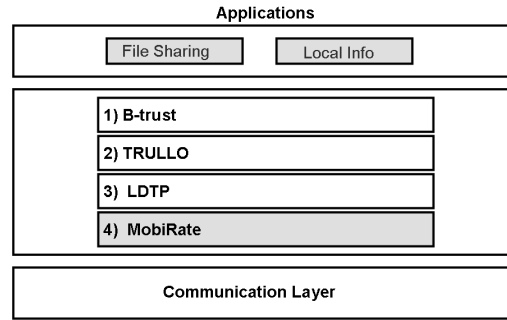 Applications
File Sharing
Local Info
1) B-trust
2) TRULLO
3) LDTP
4) MobiRate
Communication Layer